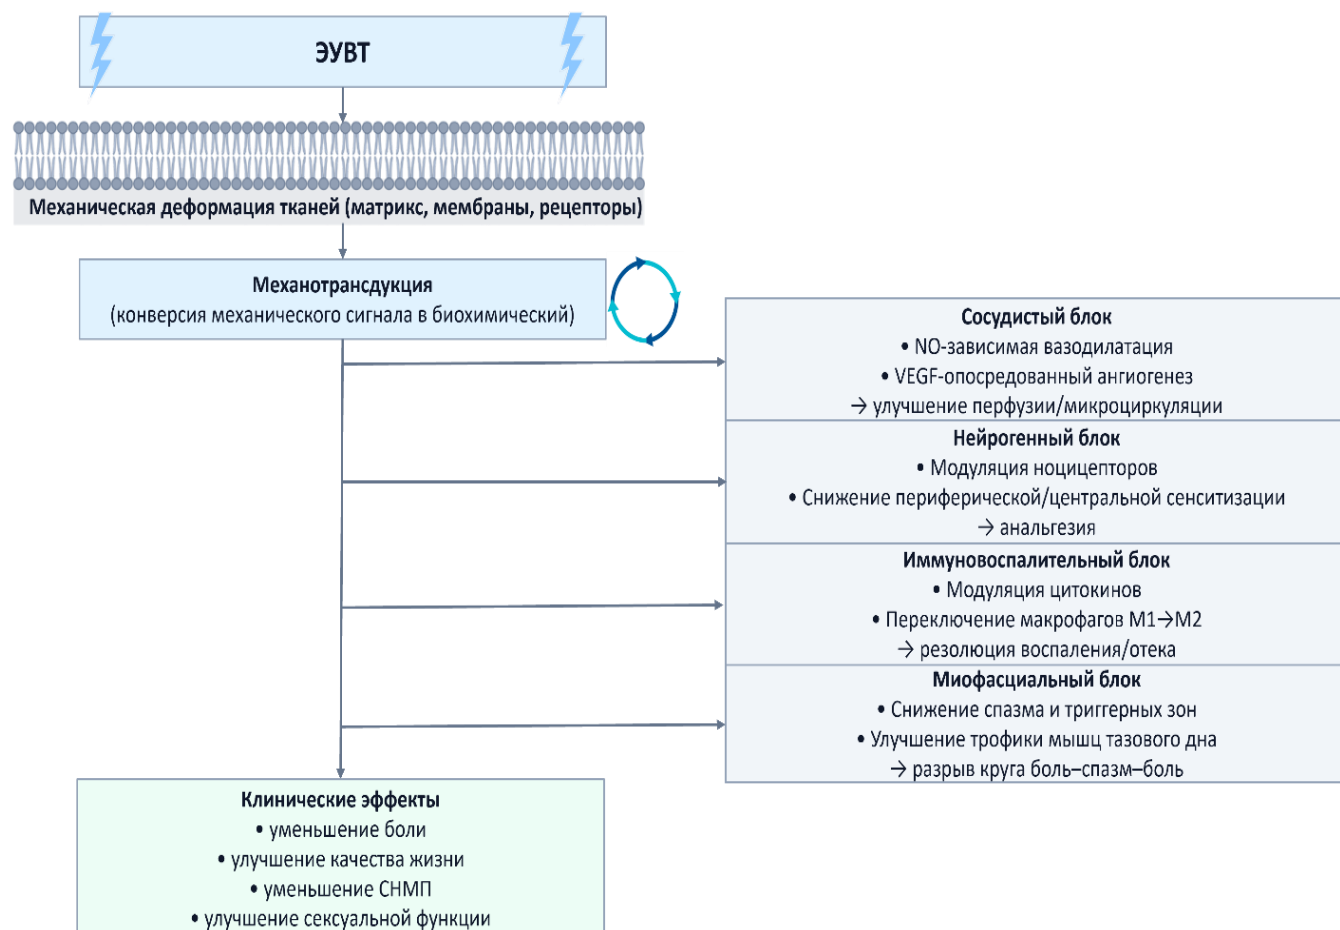 ЭУВТ
Механическая деформация тканей (матрикс, мембраны, рецепторы)
Механотрансдукция
(конверсия механического сигнала в биохимический)
Сосудистый блок
• NO-зависимая вазодилатация
• VEGF-опосредованный ангиогенез
→ улучшение перфузии/микроциркуляции
Нейрогенный блок
• Модуляция ноцицепторов
• Снижение периферической/центральной сенситизации
→ анальгезия
Иммуновоспалительный блок
• Модуляция цитокинов
• Переключение макрофагов M1→M2
→ резолюция воспаления/отека
Миофасциальный блок
• Снижение спазма и триггерных зон
• Улучшение трофики мышц тазового дна
→ разрыв круга боль–спазм–боль
Клинические эффекты
• уменьшение боли
• улучшение качества жизни
• уменьшение СНМП
• улучшение сексуальной функции